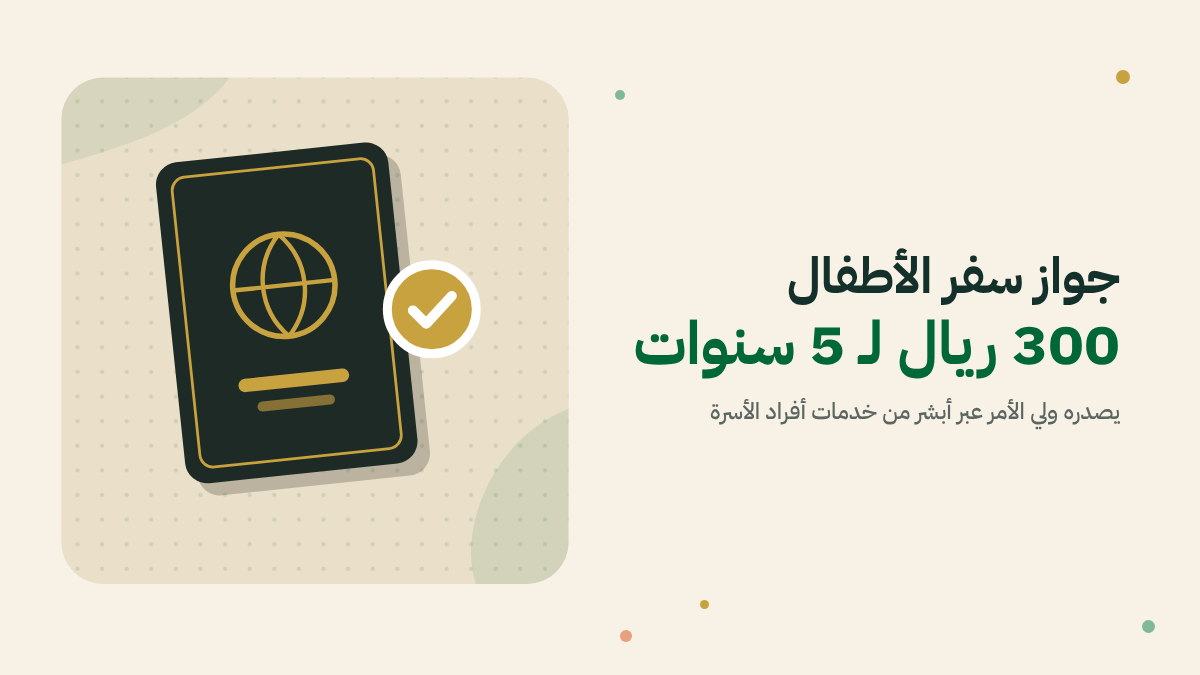 جواز سفر الأطفال
300 ريال لـ 5 سنوات
يصدره ولي الأمر عبر أبشر من خدمات أفراد الأسرة